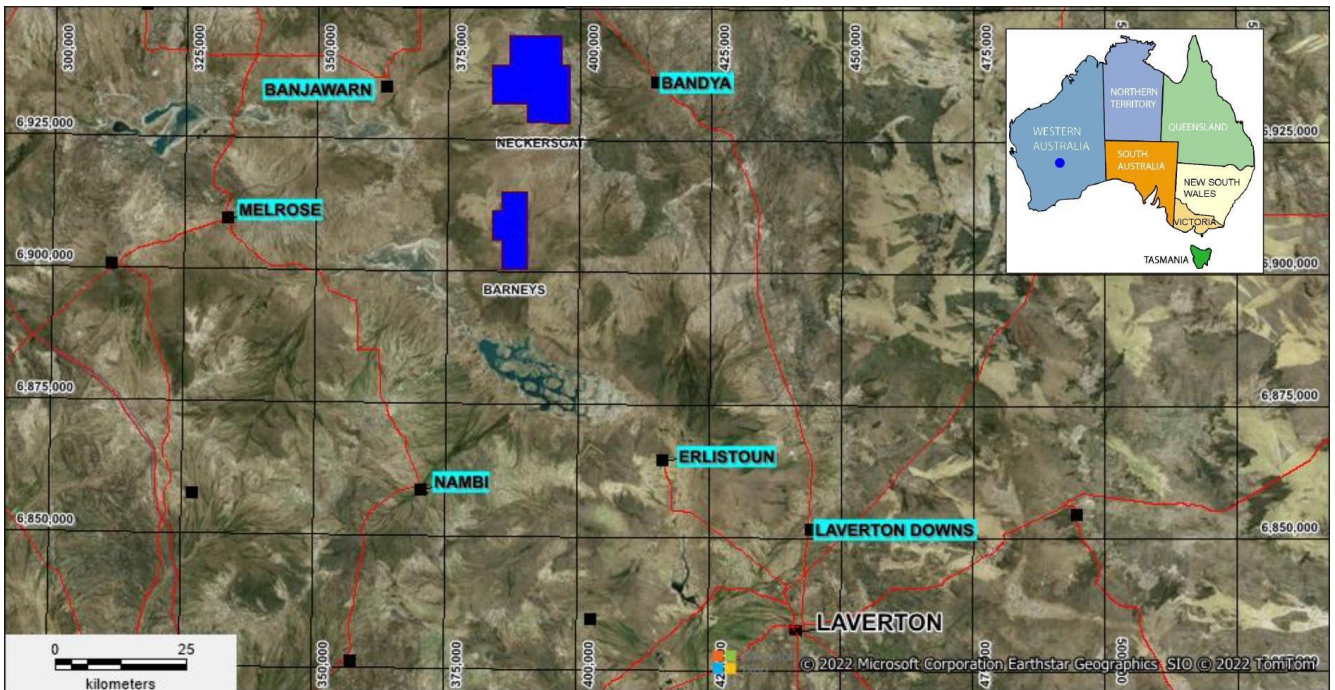 300,000
325,000
350,000
375,000
400,000
425,000
450,000
475,000
BANJAWARN
BANDYA
NECKERSGAT
6,925,000
6,925,000
MELROSE
6,900,000
6,900,000
BARNEYS
NORTHERN
TERRITORY
WESTERN
AUSTRALIA
QUEENSLAND
SOUTH
AUSTRALIA
NEW SOUTH
WALES
VICTORIA
TASMANIA
6,875,000
6,875,000
ERLISTOUN
NAMBI
6,850,000
6,850,000
LAVERTON DOWNS
LAVERTON
0 25
kilometers
350,000
375,000
400,000
© 2022 Microsoft Corporation Earthstar Geographics SIO © 2022 TomTom